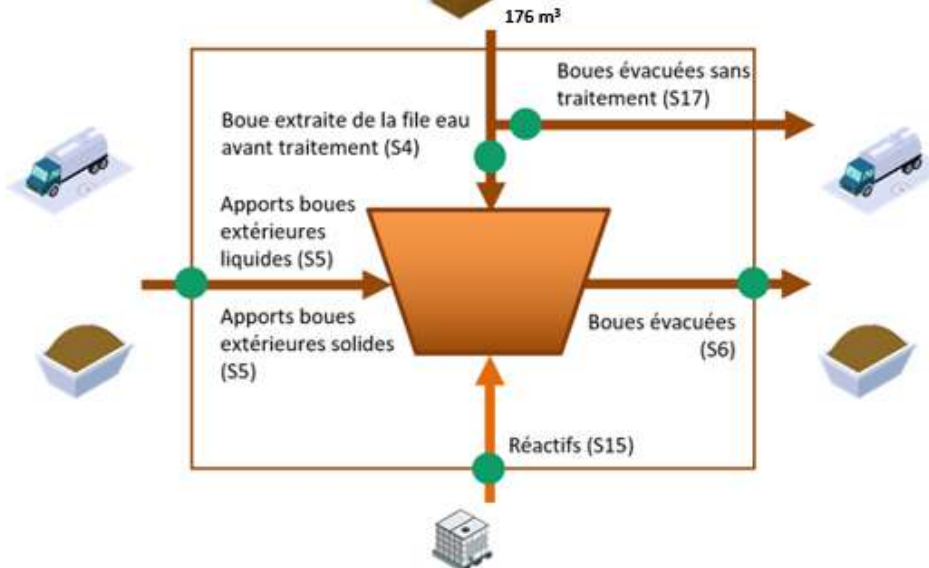 176 m³
Boues évacuées sans
traitement (S17)
Boue extraite de la file eau
avant traitement (S4)
Apports boues
extérieures
liquides (S5)
Apports boues
extérieures solides
(S5)
Boues évacuées
(S6)
Réactifs (S15)